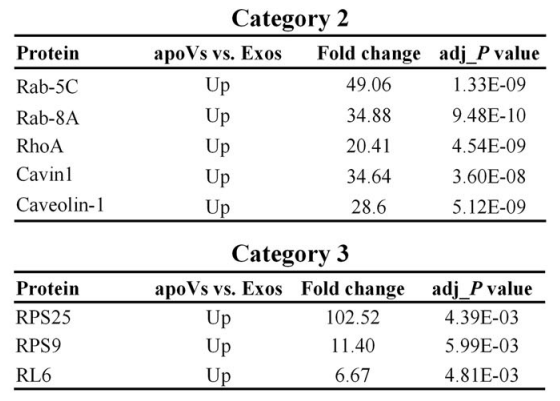 Category 2
Protein apoVs vs. Exos Fold change adj_P value
Rab-5C Up 49.06 1.33E-09
Rab-8A Up 34.88 9.48E-10
RhoA Up 20.41 4.54E-09
Cavin1 Up 34.64 3.60E-08
Caveolin-1 Up 28.6 5.12E-09
Category 3
Protein apoVs vs. Exos Fold change adj_P value
RPS25 Up 102.52 4.39E-03
RPS9 Up 11.40 5.99E-03
RL6 Up 6.67 4.81E-03